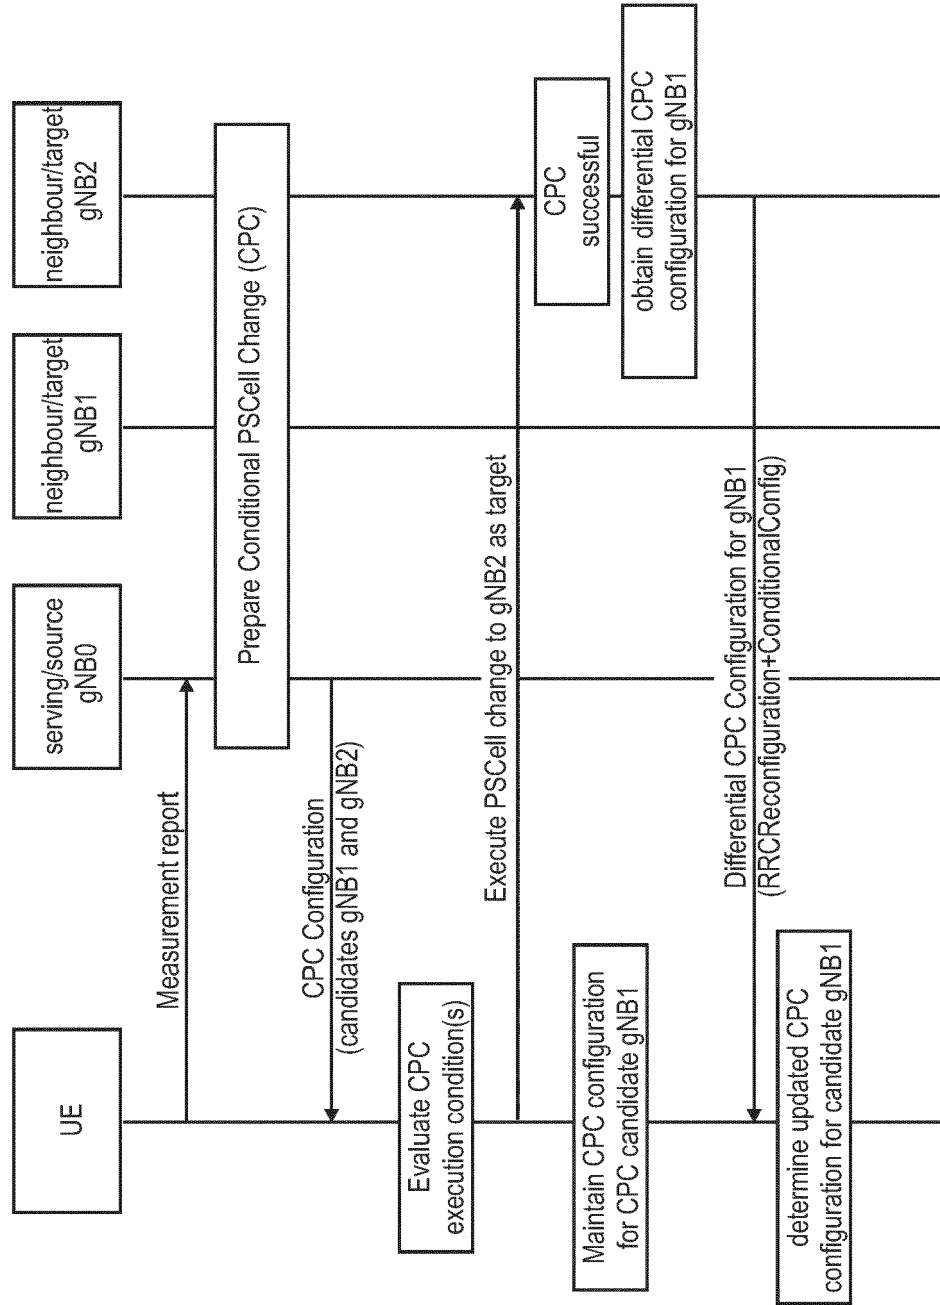 UE
serving/source
gNB0
neighbour/target
gNB1
neighbour/target
gNB2
Measurement report
Prepare Conditional PSCell Change (CPC)
CPC Configuration
(candidates gNB1 and gNB2)
Evaluate CPC
execution condition(s)
Execute PSCell change to gNB2 as target
CPC
successful
Maintain CPC configuration
for CPC candidate gNB1
obtain differential CPC
configuration for gNB1
Differential CPC Configuration for gNB1
(RRCReconfiguration+ConditionalConfig)
determine updated CPC
configuration for candidate gNB1